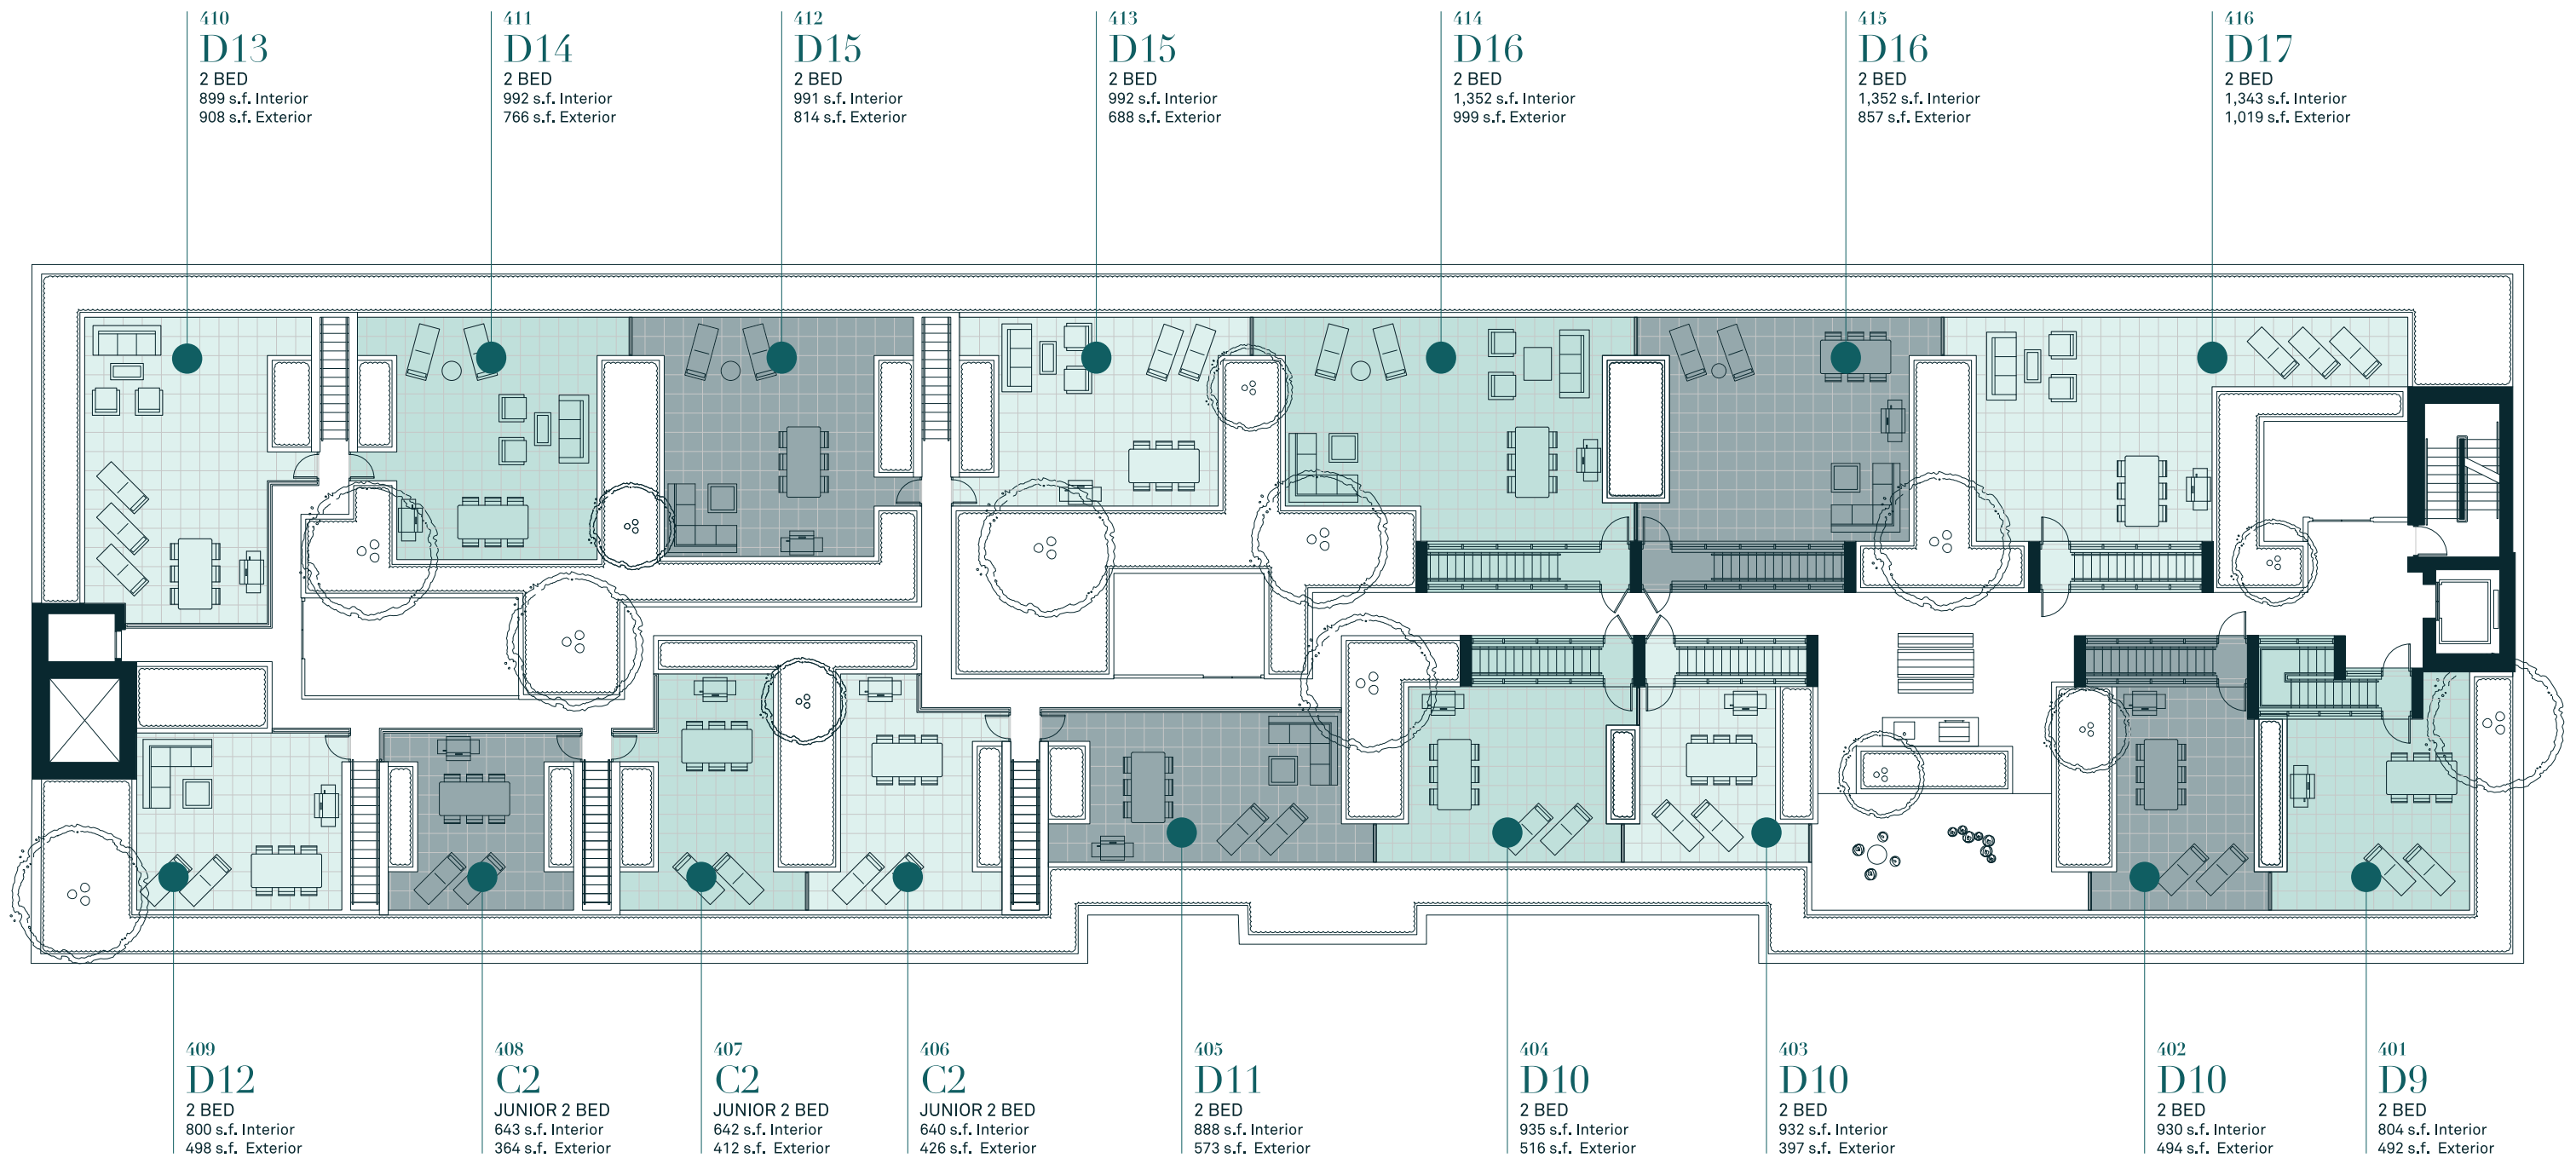 410
D13
2 BED
899 s.f. Interior
908 s.f. Exterior
411
D14
2 BED
992 s.f. Interior
766 s.f. Exterior
412
D15
2 BED
991 s.f. Interior
814 s.f. Exterior
413
D15
2 BED
992 s.f. Interior
688 s.f. Exterior
414
D16
2 BED
1,352 s.f. Interior
999 s.f. Exterior
415
D16
2 BED
1,352 s.f. Interior
857 s.f. Exterior
416
D17
2 BED
1,343 s.f. Interior
1,019 s.f. Exterior
409
D12
2 BED
800 s.f. Interior
498 s.f. Exterior
408
C2
JUNIOR 2 BED
643 s.f. Interior
364 s.f. Exterior
407
C2
JUNIOR 2 BED
642 s.f. Interior
412 s.f. Exterior
406
C2
JUNIOR 2 BED
640 s.f. Interior
426 s.f. Exterior
405
D11
2 BED
888 s.f. Interior
573 s.f. Exterior
404
D10
2 BED
935 s.f. Interior
516 s.f. Exterior
403
D10
2 BED
932 s.f. Interior
397 s.f. Exterior
402
D10
2 BED
930 s.f. Interior
494 s.f. Exterior
401
D9
2 BED
804 s.f. Interior
492 s.f. Exterior